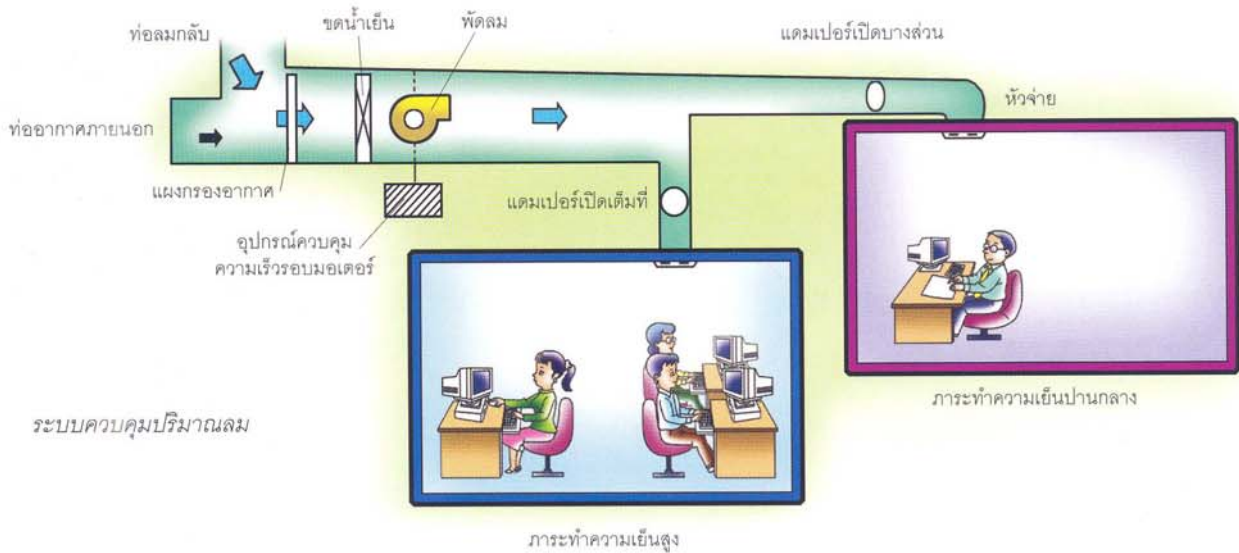 ท่อลมกลับ
ขดน้ำเย็น
พัดลม
แดมเปอร์เปิดบางส่วน
หัวจ่าย
ท่ออากาศภายนอก
แผงกรองอากาศ
แดมเปอร์เปิดเต็มที่
อุปกรณ์ควบคุม
ความเร็วรอบมอเตอร์
ภาระทำความเย็นปานกลาง
ระบบควบคุมปริมาณลม
ภาระทำความเย็นสูง